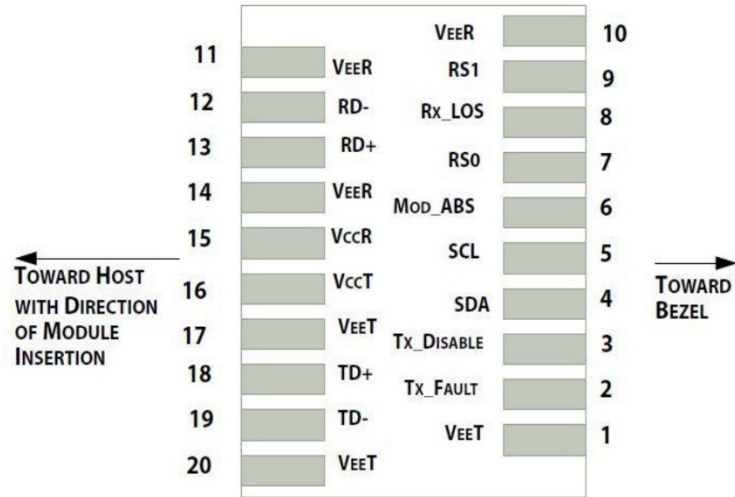 11 VEER
12 RD-
13 RD+
14 VEER
15 VCCR
16 VCCT
17 VEET
18 TD+
19 TD-
20 VEET
VEER 10
RS1 9
RX_LOS 8
RS0 7
MOD_ABS 6
SCL 5
SDA 4
TX_DISABLE 3
TX_FAULT 2
VEET 1
TOWARD HOST
WITH DIRECTION
OF MODULE
INSERTION
TOWARD
BEZEL